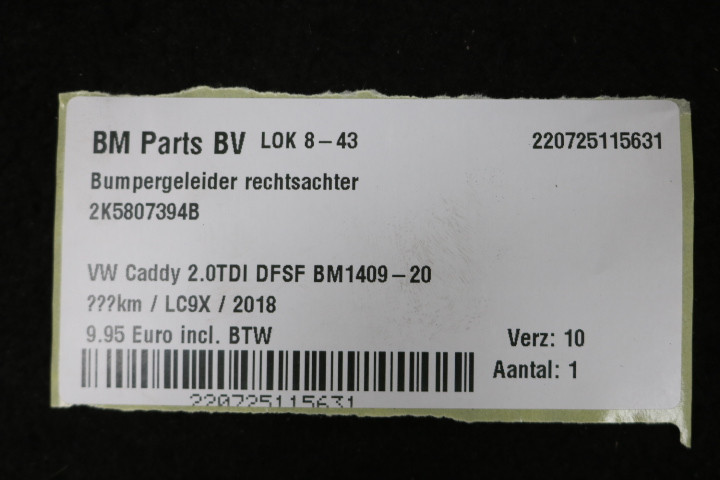 BM Parts BV LOK 8-43 220725115631
Bumpergeleider rechtsachter
2K5807394B
VW Caddy 2.0TDI DFSF BM1409-20
???km / LC9X / 2018
9.95 Euro incl. BTW Verz: 10
Aantal: 1
220725115631